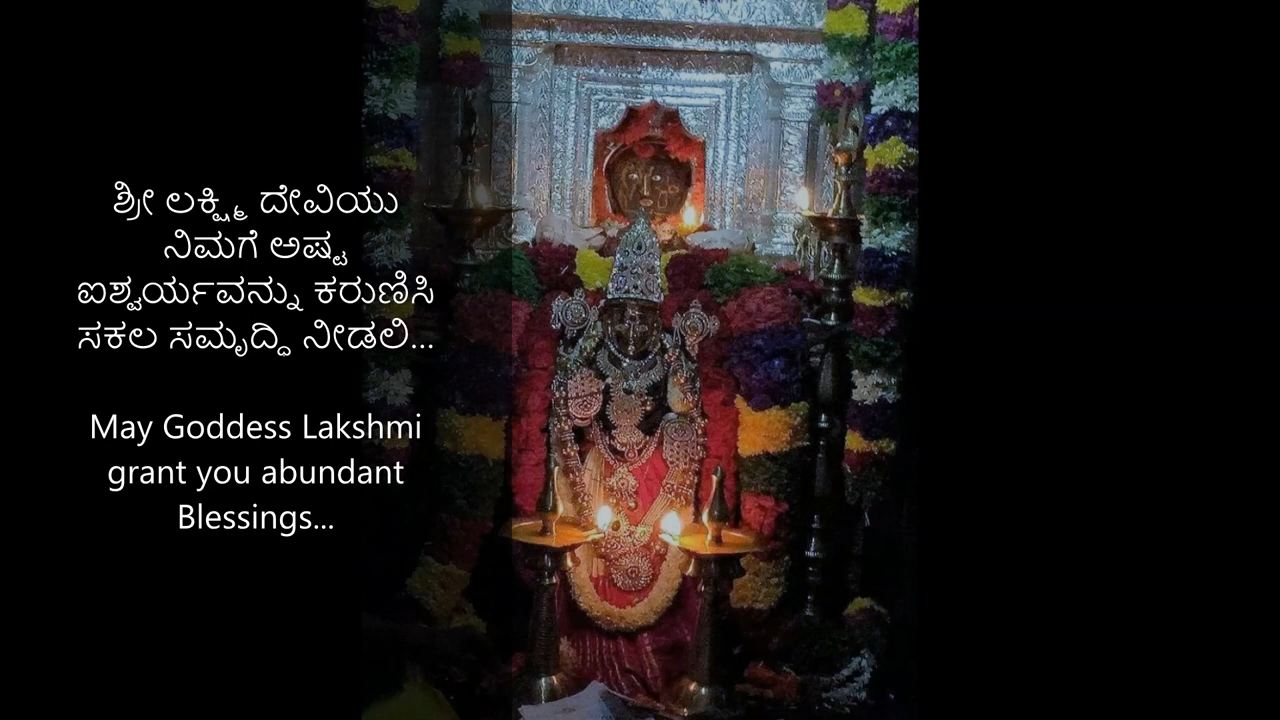 ಶ್ರೀ ಲಕ್ಷ್ಮಿ ದೇವಿಯು
ನಿಮಗೆ ಅಷ್ಟ
ಐಶ್ವರ್ಯವನ್ನು ಕರುಣಿಸಿ
ಸಕಲ ಸಮೃದ್ಧಿ ನೀಡಲಿ...
May Goddess Lakshmi
grant you abundant
Blessings...